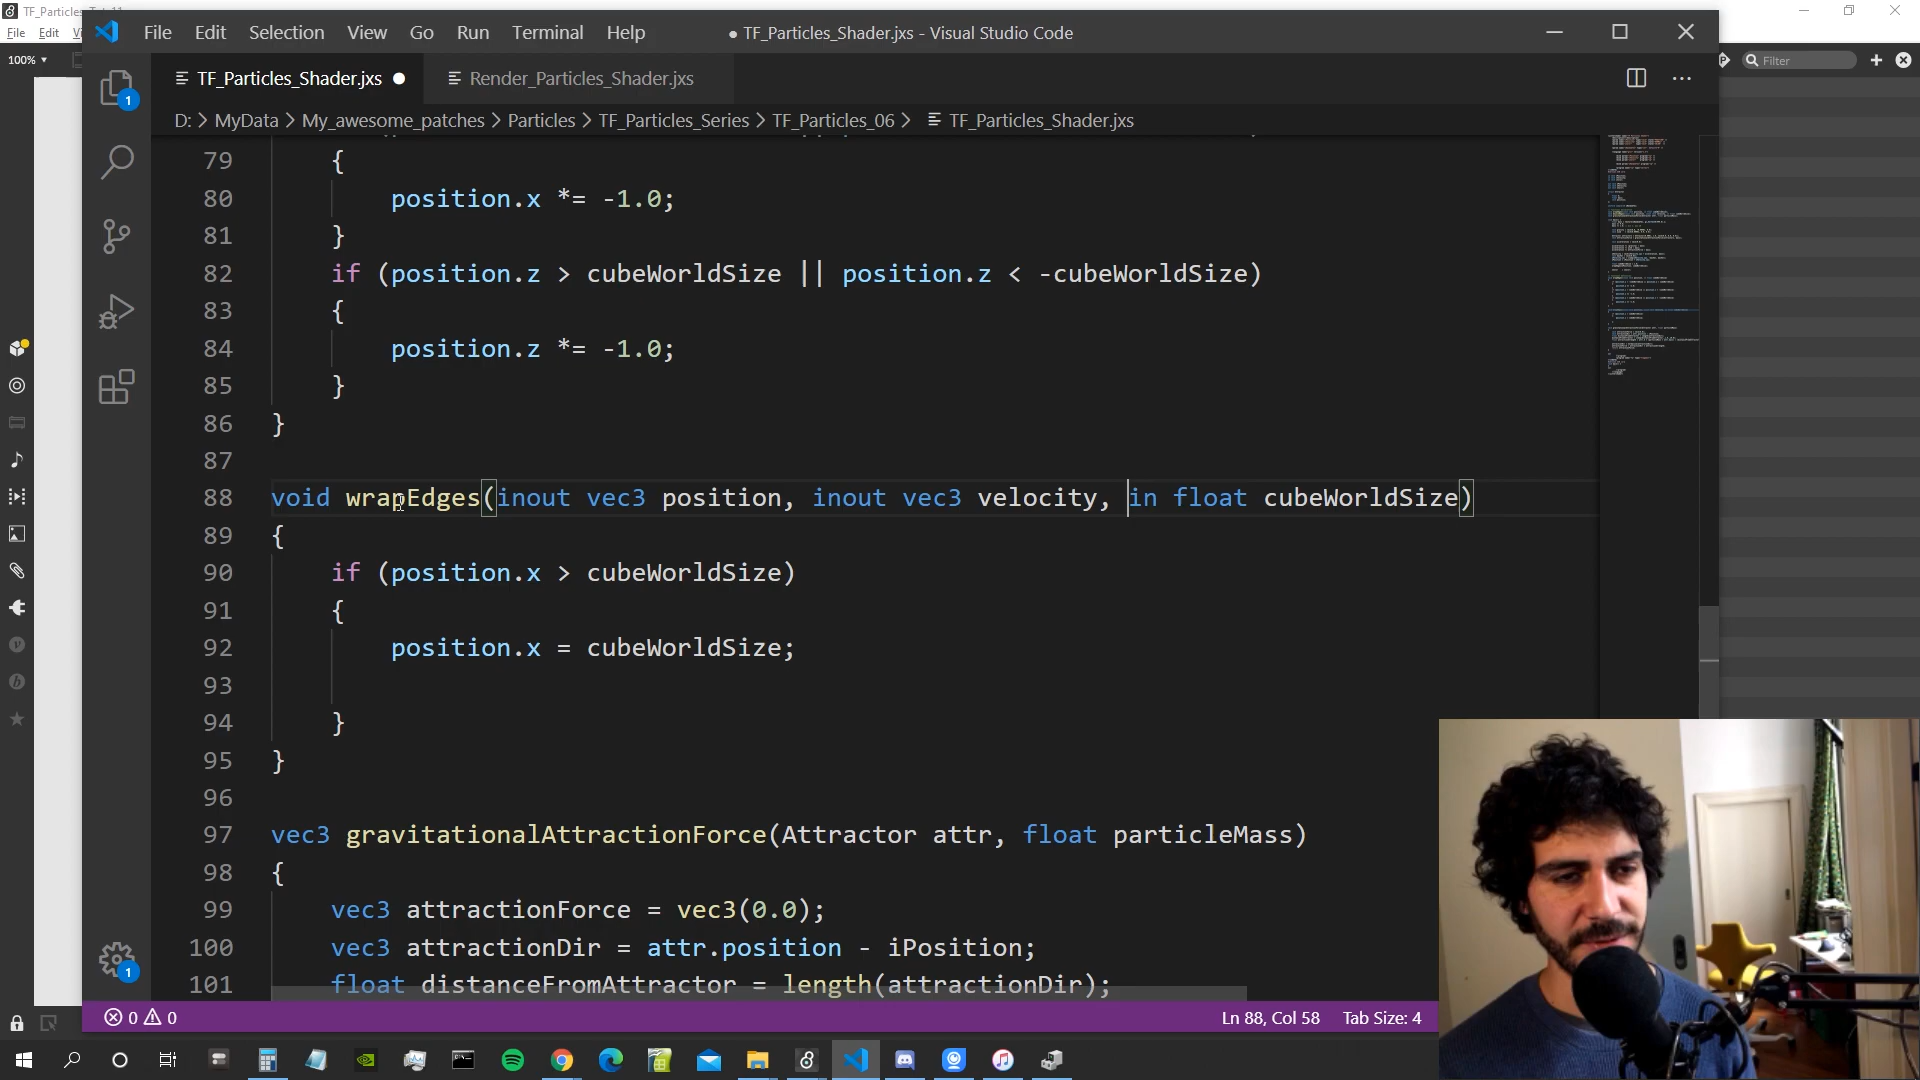 TF_Particles_
File Edit
100%
Filter
File Edit Selection View Go Run Terminal Help
● TF_Particles_Shader.jxs - Visual Studio Code
TF_Particles_Shader.jxs ●
Render_Particles_Shader.jxs
D: > MyData > My_awesome_patches > Particles > TF_Particles_Series > TF_Particles_06 > TF_Particles_Shader.jxs
79 {
80 position.x *= -1.0;
81 }
82 if (position.z > cubeWorldSize || position.z < -cubeWorldSize)
83 {
84 position.z *= -1.0;
85 }
86 }
87
88 void wrapEdges(inout vec3 position, inout vec3 velocity, in float cubeWorldSize)
89 {
90 if (position.x > cubeWorldSize)
91 {
92 position.x = cubeWorldSize;
93
94 }
95 }
96
97 vec3 gravitationalAttractionForce(Attractor attr, float particleMass)
98 {
99 vec3 attractionForce = vec3(0.0);
100 vec3 attractionDir = attr.position - iPosition;
101 float distanceFromAttractor = length(attractionDir);
1
1
0 0
Ln 88, Col 58 Tab Size: 4